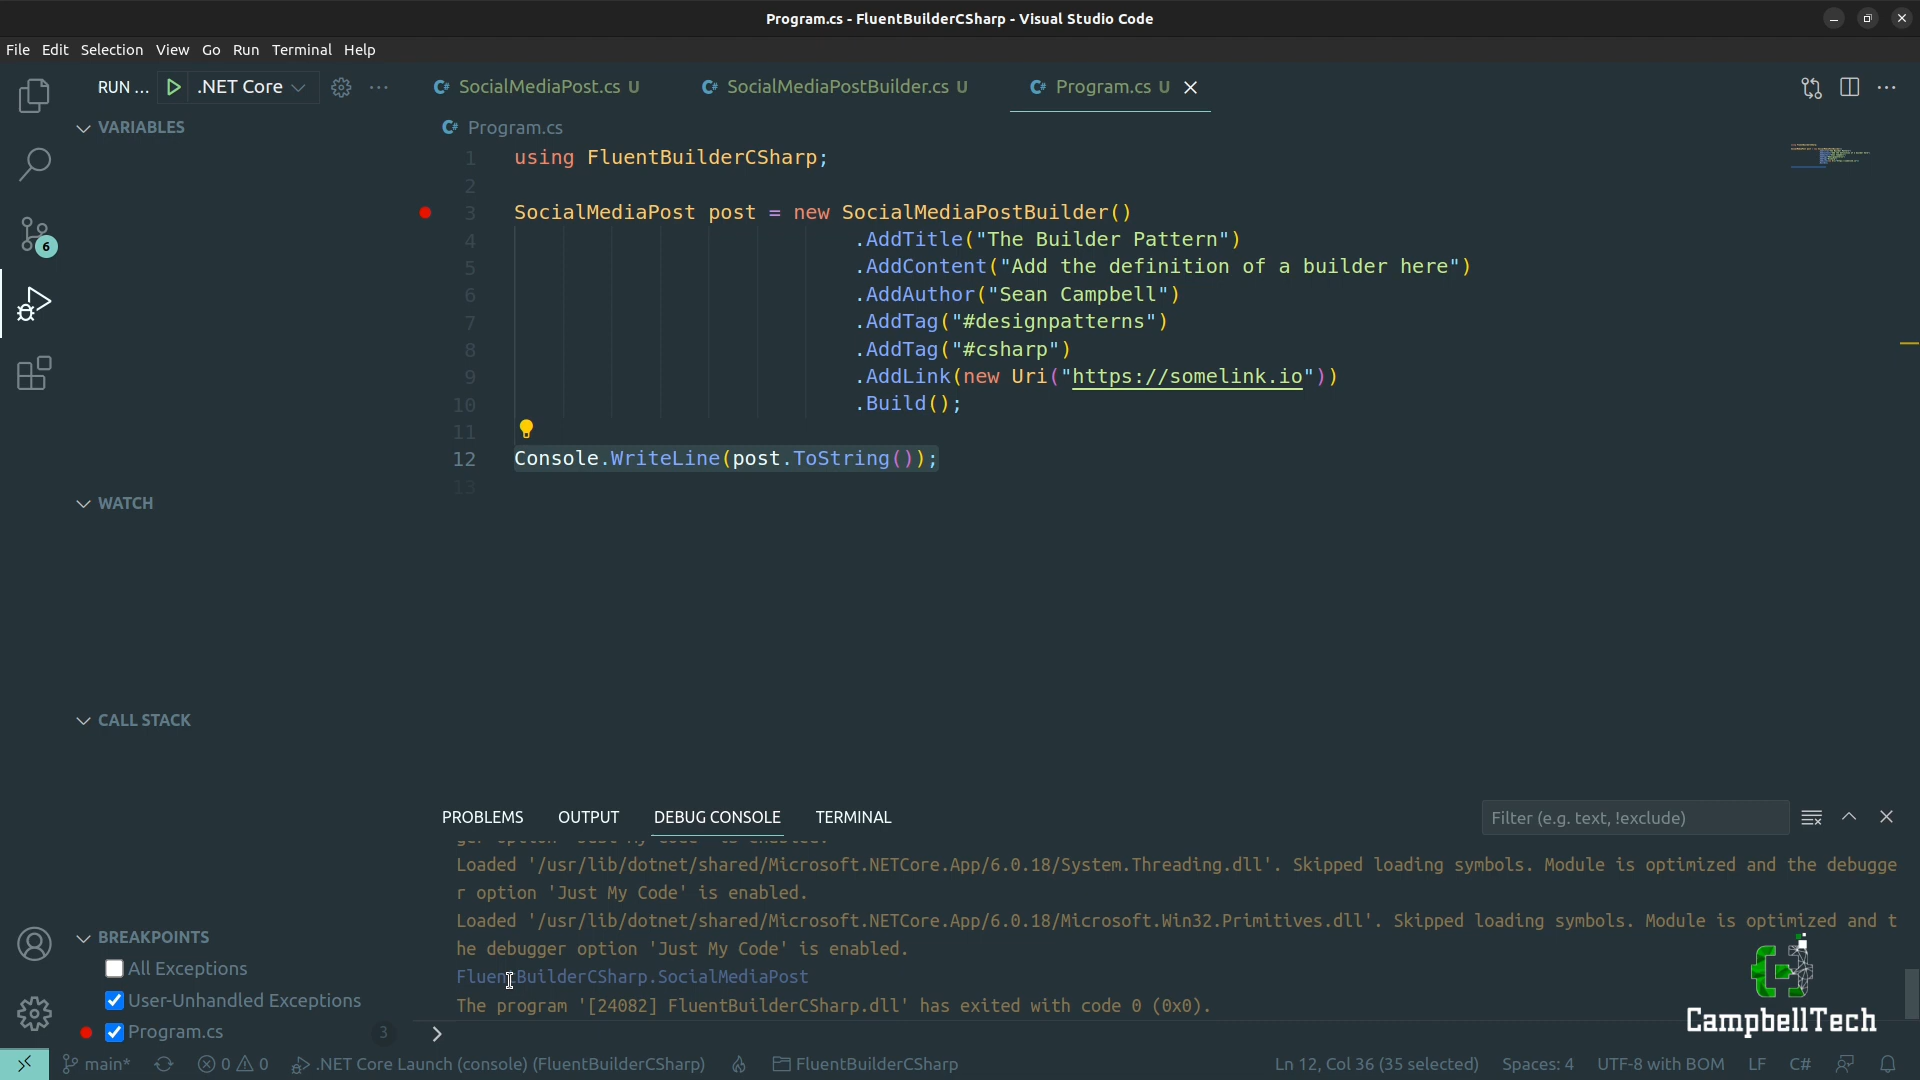 Program.cs - FluentBuilderCSharp - Visual Studio Code
File Edit Selection View Go Run Terminal Help
RUN ... .NET Core ...
SocialMediaPost.cs U
SocialMediaPostBuilder.cs U
Program.cs U
VARIABLES
Program.cs
1 using FluentBuilderCSharp;
2
3 SocialMediaPost post = new SocialMediaPostBuilder()
4 .AddTitle("The Builder Pattern")
5 .AddContent("Add the definition of a builder here")
6 .AddAuthor("Sean Campbell")
7 .AddTag("#designpatterns")
8 .AddTag("#csharp")
9 .AddLink(new Uri("https://somelink.io"))
10 .Build();
11
12 Console.WriteLine(post.ToString());
13
6
WATCH
CALL STACK
PROBLEMS OUTPUT DEBUG CONSOLE TERMINAL
Filter (e.g. text, !exclude)
Loaded '/usr/lib/dotnet/shared/Microsoft.NETCore.App/6.0.18/System.Threading.dll'. Skipped loading symbols. Module is optimized and the debugge
r option 'Just My Code' is enabled.
Loaded '/usr/lib/dotnet/shared/Microsoft.NETCore.App/6.0.18/Microsoft.Win32.Primitives.dll'. Skipped loading symbols. Module is optimized and t
he debugger option 'Just My Code' is enabled.
FluentBuilderCSharp.SocialMediaPost
The program '[24082] FluentBuilderCSharp.dll' has exited with code 0 (0x0).
BREAKPOINTS
All Exceptions
User-Unhandled Exceptions
Program.cs 3
CampbellTech
main* 0 0 .NET Core Launch (console) (FluentBuilderCSharp) FluentBuilderCSharp
Ln 12, Col 36 (35 selected) Spaces: 4 UTF-8 with BOM LF C#